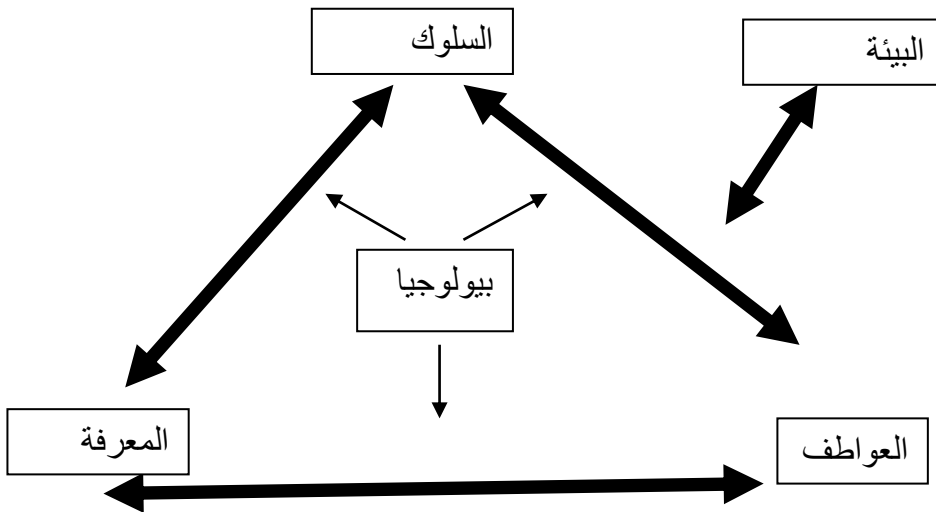 السلوك
البيئة
بيولوجيا
المعرفة
العواطف